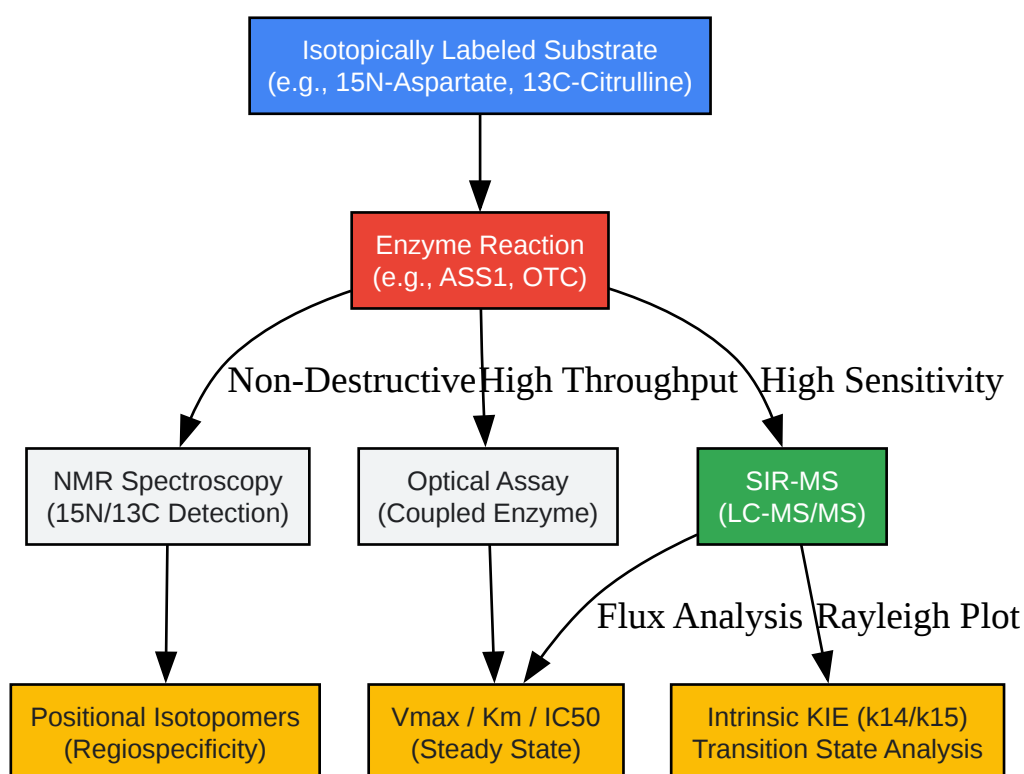 Isotopically Labeled Substrate
(e.g., 15N-Aspartate, 13C-Citrulline)
Enzyme Reaction
(e.g., ASS1, OTC)
Non-Destructive
High Throughput
High Sensitivity
NMR Spectroscopy
(15N/13C Detection)
Optical Assay
(Coupled Enzyme)
SIR-MS
(LC-MS/MS)
Flux Analysis
Rayleigh Plot
Positional Isotopomers
(Regiospecificity)
Vmax / Km / IC50
(Steady State)
Intrinsic KIE (k14/k15)
Transition State Analysis